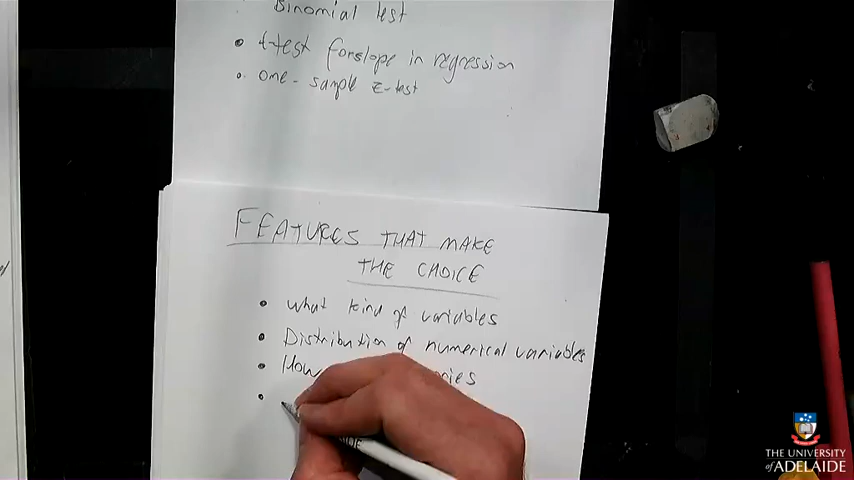 Binomial test
t-test for slope in regression
one-sample z-test
FEATURES THAT MAKE
THE CHOICE
What kind of variables
Distribution of numerical variables
How
THE UNIVERSITY
of ADELAIDE